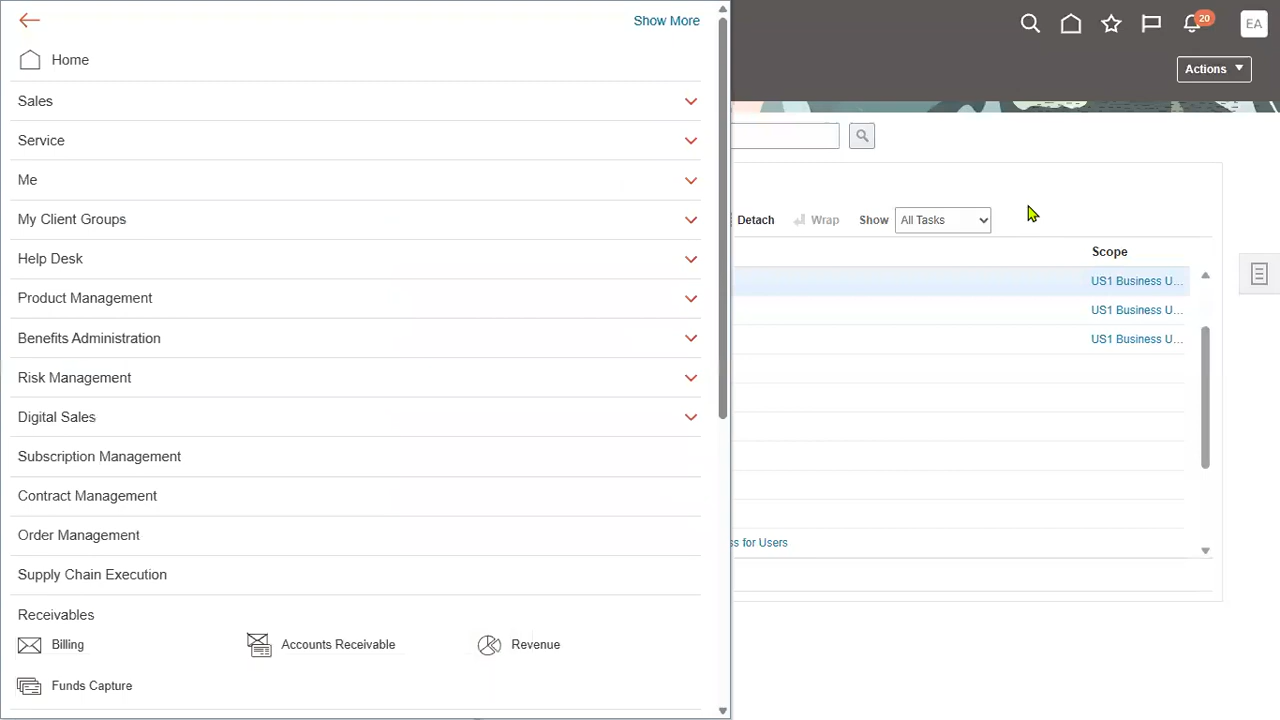 Show More
20
EA
Home
Actions
Sales
Service
Me
My Client Groups
Detach Wrap Show All Tasks
Help Desk
Scope
US1 Business U...
Product Management
US1 Business U...
Benefits Administration
US1 Business U...
Risk Management
Digital Sales
Subscription Management
Contract Management
Order Management
ss for Users
Supply Chain Execution
Receivables
Billing
Accounts Receivable
Revenue
Funds Capture